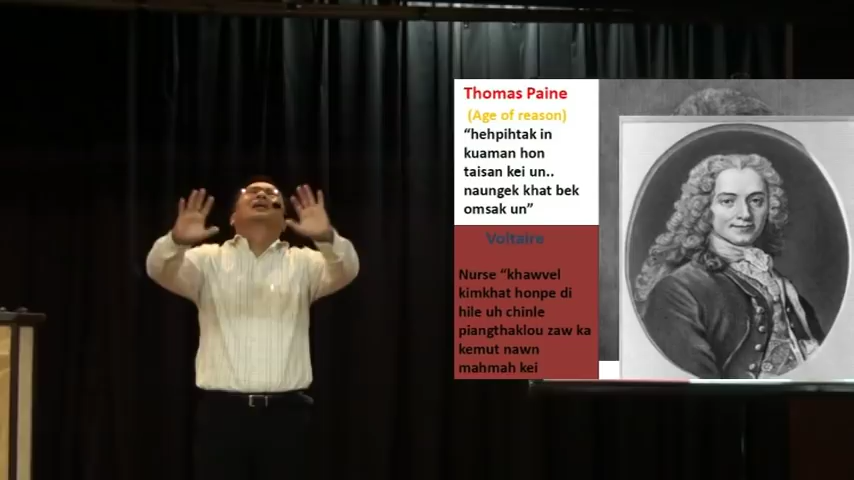 Thomas Paine
(Age of reason)
“hehpihtak in
kuaman hon
taisan kei un..
naungek khat bek
omsak un”
Voltaire
Nurse “khawvel
kimkhat honpe di
hile uh chinle
piangthaklou zaw ka
kemut nawn
mahmah kei